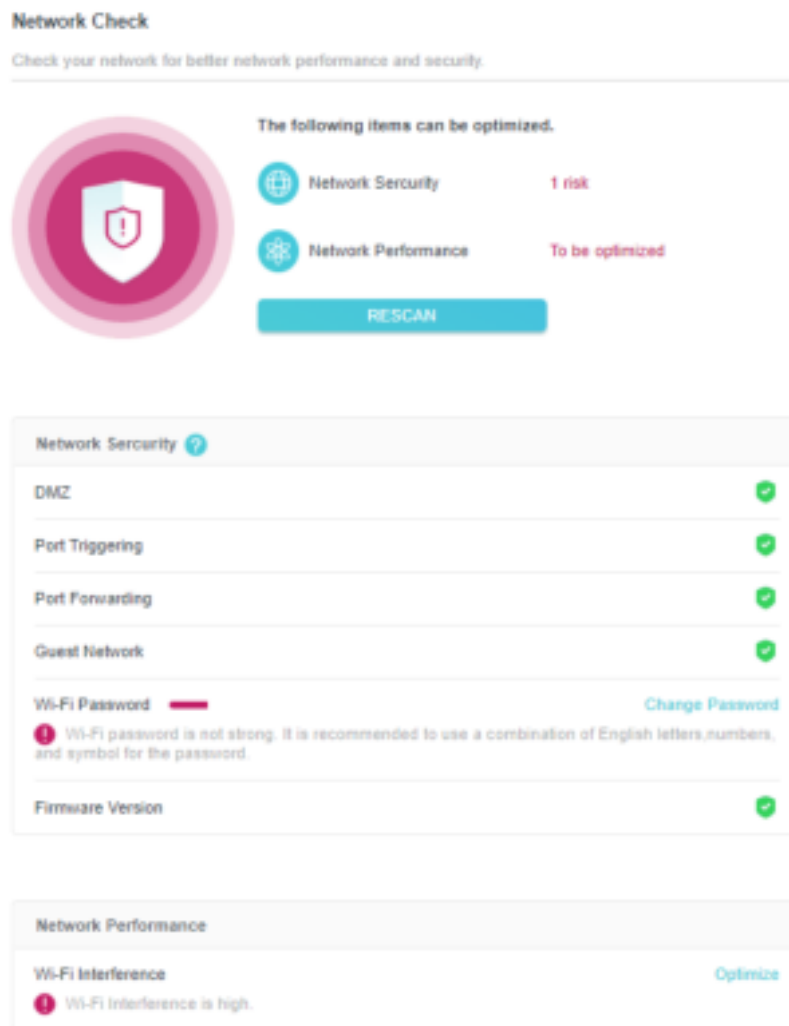 Network Check
Check your network for better network performance and security.
The following items can be optimized.
Network Sercurity 1 risk
Network Performance To be optimized
RESCAN
Network Sercurity ?
DMZ
Port Triggering
Port Forwarding
Guest Network
Wi-Fi Password Change Password
Wi-Fi password is not strong. It is recommended to use a combination of English letters,numbers,
and symbol for the password.
Firmware Version
Network Performance
Wi-Fi Interference Optimize
Wi-Fi Interference is high.